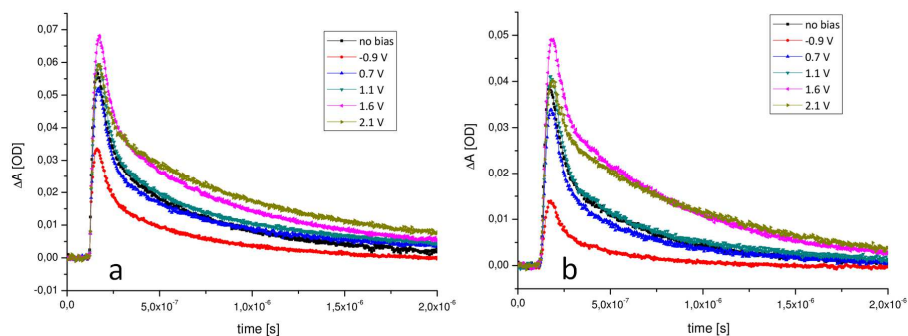 0,07
0,06
0,05
0,04
0,03
0,02
0,01
0,00
-0,01
ΔA [OD]
no bias
-0.9 V
0.7 V
1.1 V
1.6 V
2.1 V
a
0,0
5,0x10⁻⁷
1,0x10⁻⁶
1,5x10⁻⁶
2,0x10⁻⁶
time [s]
0,05
0,04
0,03
0,02
0,01
0,00
ΔA [OD]
no bias
-0.9 V
0.7 V
1.1 V
1.6 V
2.1 V
b
0,0
5,0x10⁻⁷
1,0x10⁻⁶
1,5x10⁻⁶
2,0x10⁻⁶
time [s]